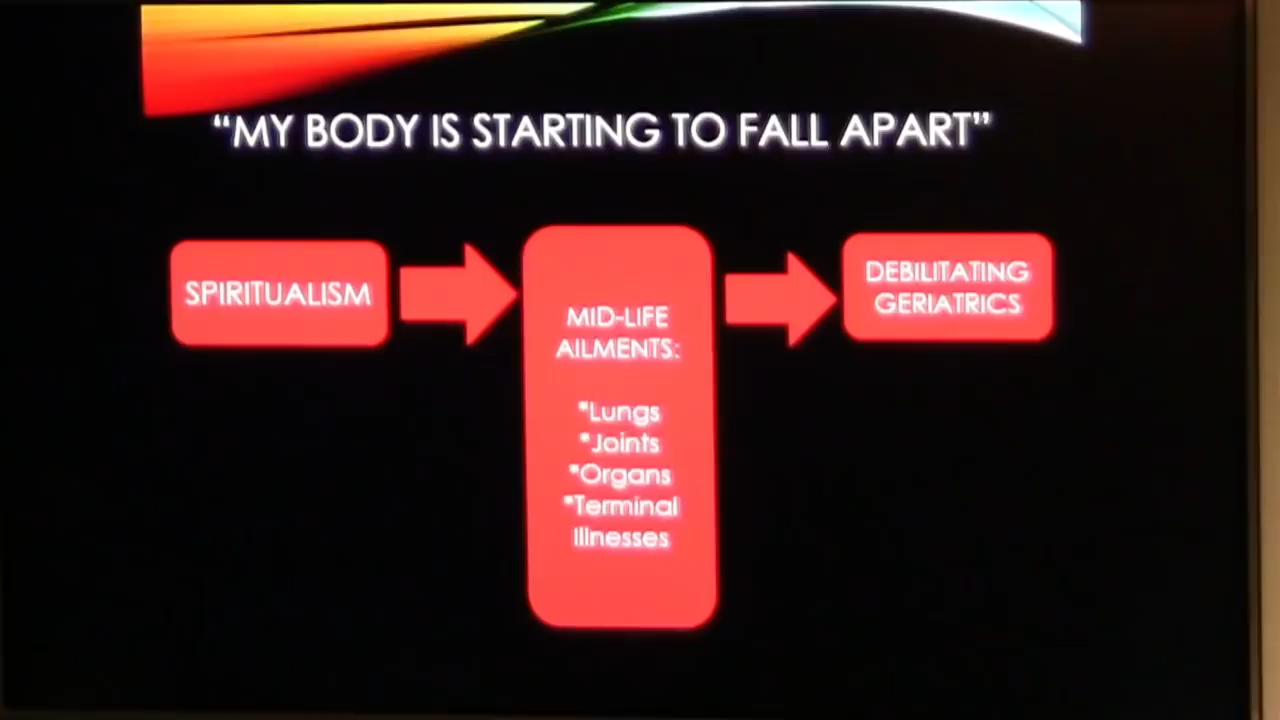 “MY BODY IS STARTING TO FALL APART”
SPIRITUALISM
MID-LIFE
AILMENTS:
*Lungs
*Joints
*Organs
*Terminal
Illnesses
DEBILITATING
GERIATRICS